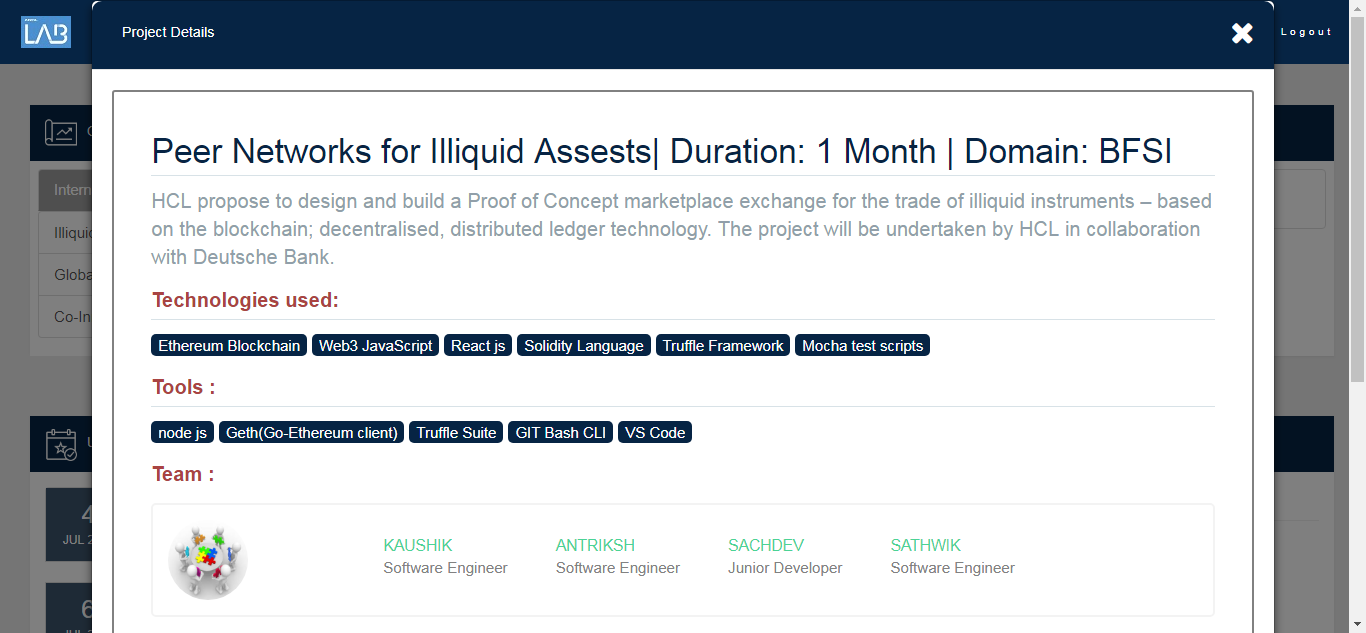 LAB
Project Details
Logout
Peer Networks for Illiquid Assests| Duration: 1 Month | Domain: BFSI
HCL propose to design and build a Proof of Concept marketplace exchange for the trade of illiquid instruments – based
on the blockchain; decentralised, distributed ledger technology. The project will be undertaken by HCL in collaboration
with Deutsche Bank.
Technologies used:
Ethereum Blockchain Web3 JavaScript React js Solidity Language Truffle Framework Mocha test scripts
Tools :
node js Geth(Go-Ethereum client) Truffle Suite GIT Bash CLI VS Code
Team :
KAUSHIK ANTRIKSH SACHDEV SATHWIK
Software Engineer Software Engineer Junior Developer Software Engineer
Intern
Illiqui
Globa
Co-In
4
JUL 2
6